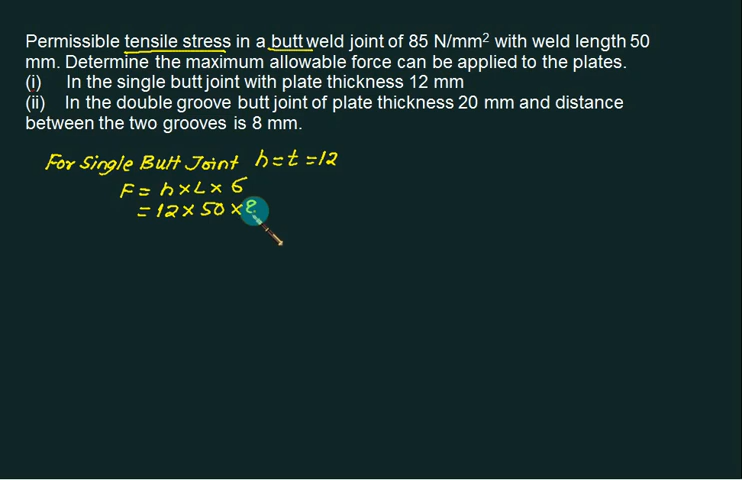 Permissible tensile stress in a butt weld joint of 85 N/mm² with weld length 50
mm. Determine the maximum allowable force can be applied to the plates.
(i) In the single butt joint with plate thickness 12 mm
(ii) In the double groove butt joint of plate thickness 20 mm and distance
between the two grooves is 8 mm.
For Single Butt Joint h = t = 12
F = h × L × σ
= 12 × 50 × 8